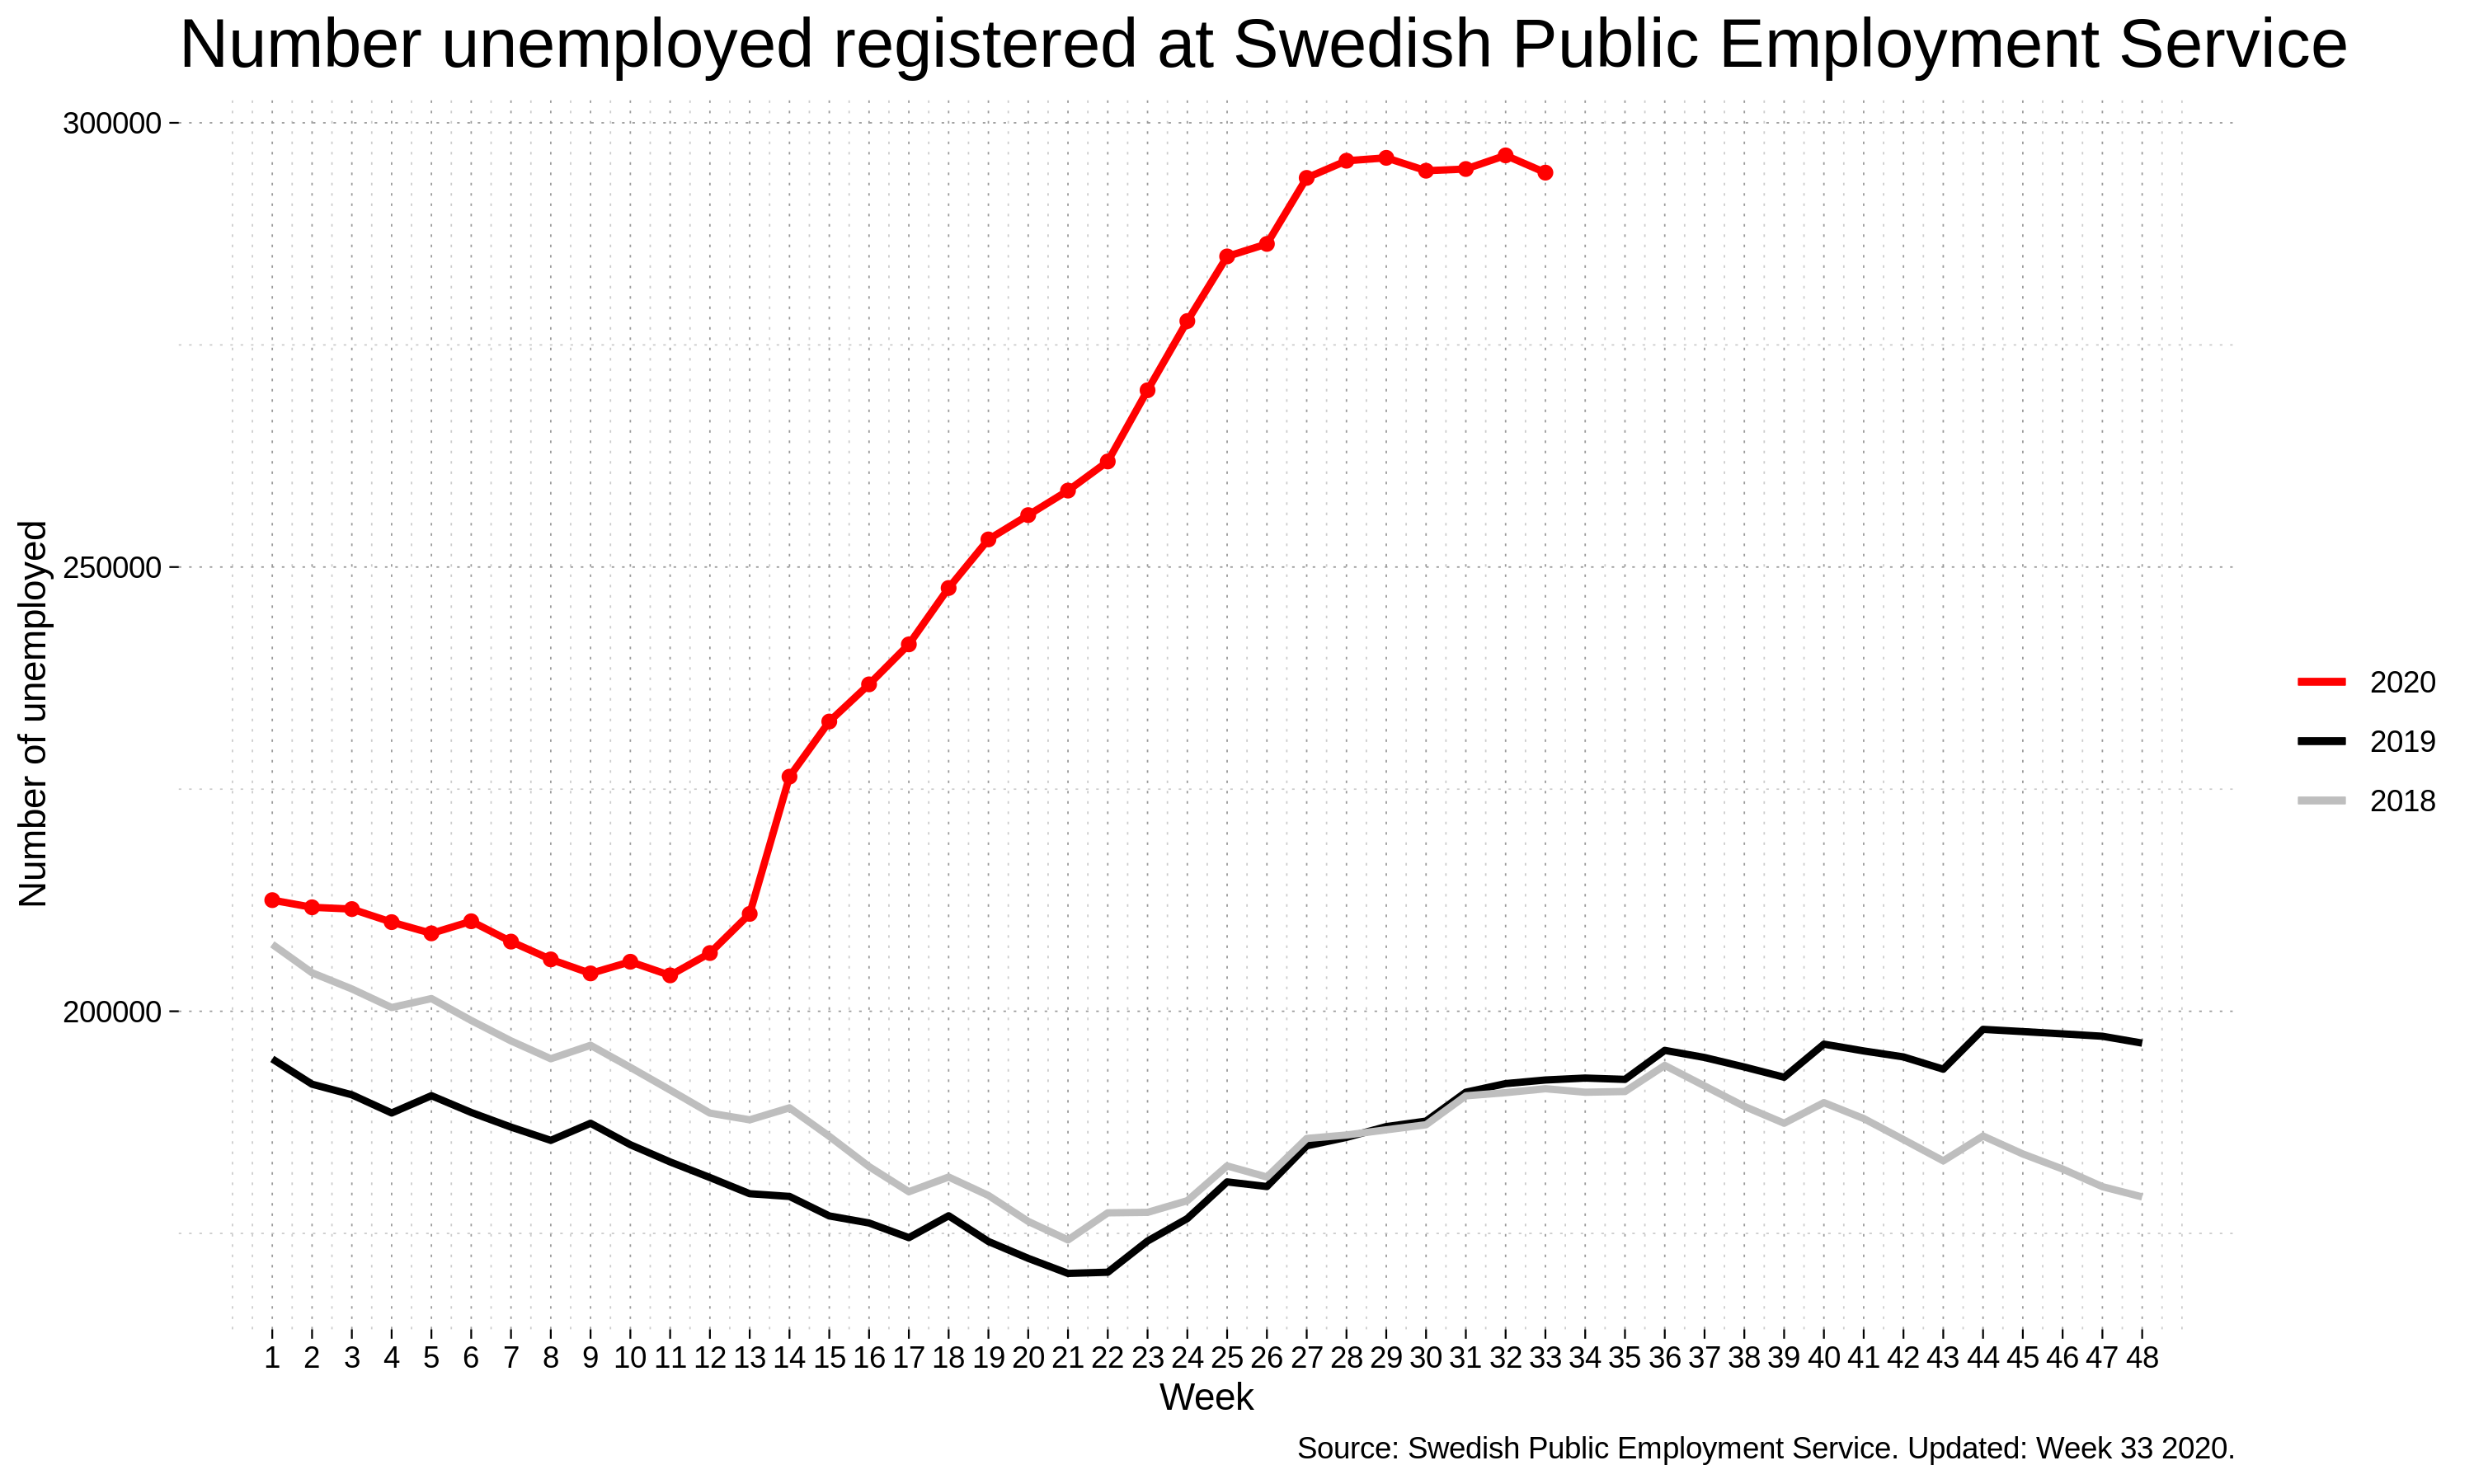 Number unemployed registered at Swedish Public Employment Service
300000
250000
200000
Number of unemployed
2020
2019
2018
1 2 3 4 5 6 7 8 9 10 11 12 13 14 15 16 17 18 19 20 21 22 23 24 25 26 27 28 29 30 31 32 33 34 35 36 37 38 39 40 41 42 43 44 45 46 47 48
Week
Source: Swedish Public Employment Service. Updated: Week 33 2020.